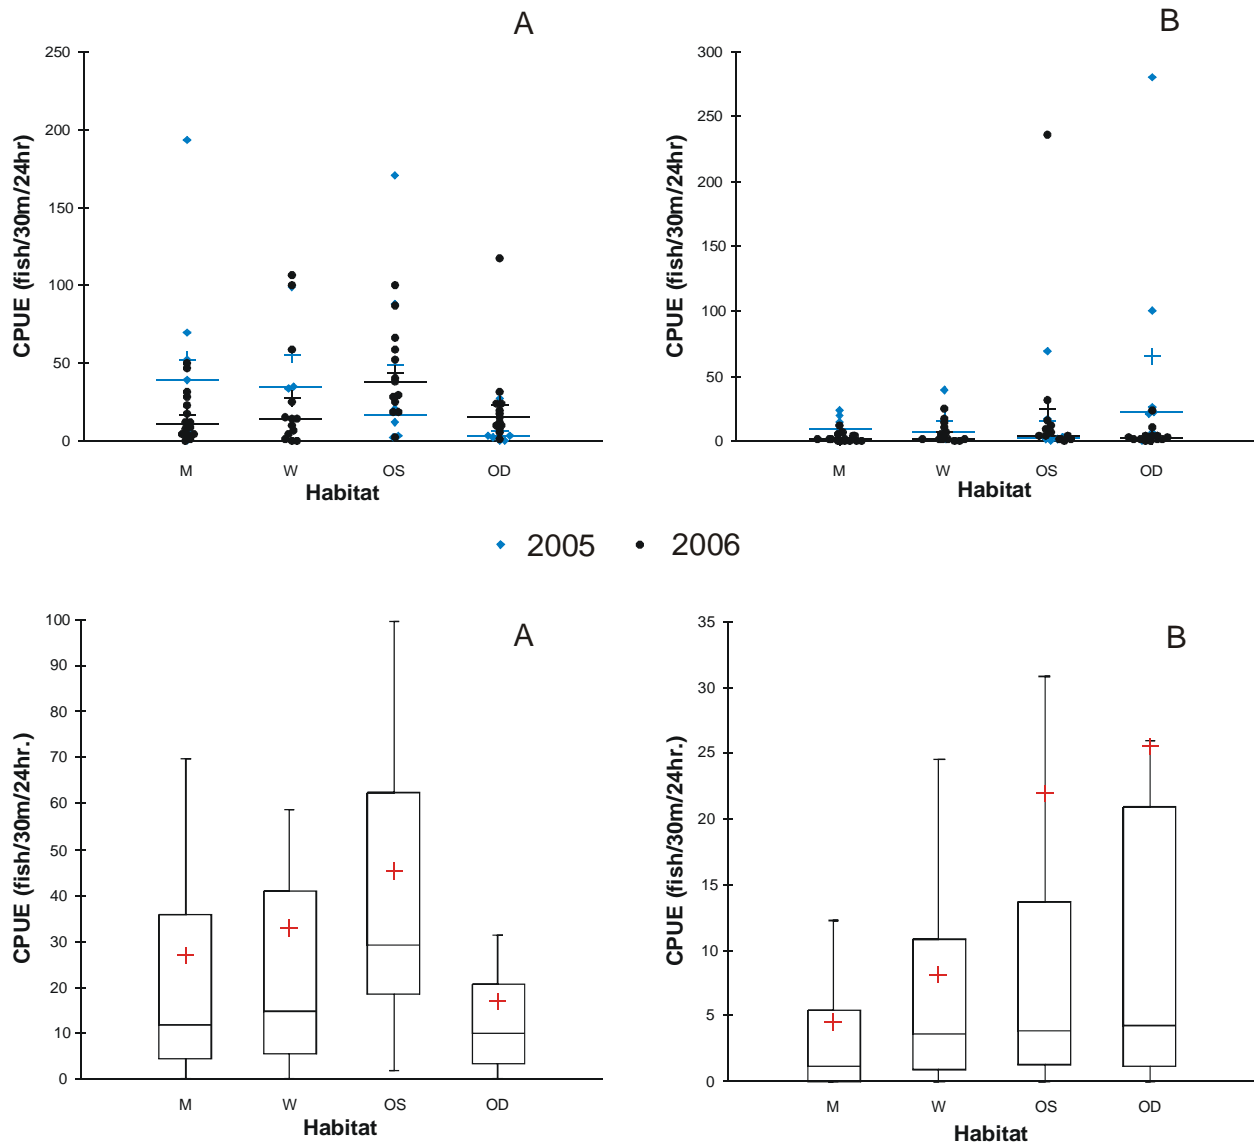 A
CPUE (fish/30m/24hr)
250
200
150
100
50
0
M W OS OD
Habitat
B
CPUE (fish/30m/24hr)
300
250
200
150
100
50
0
M W OS OD
Habitat
2005 2006
A
CPUE (fish/30m/24hr.)
100
90
80
70
60
50
40
30
20
10
0
M W OS OD
Habitat
B
CPUE (fish/30m/24hr.)
35
30
25
20
15
10
5
0
M W OS OD
Habitat